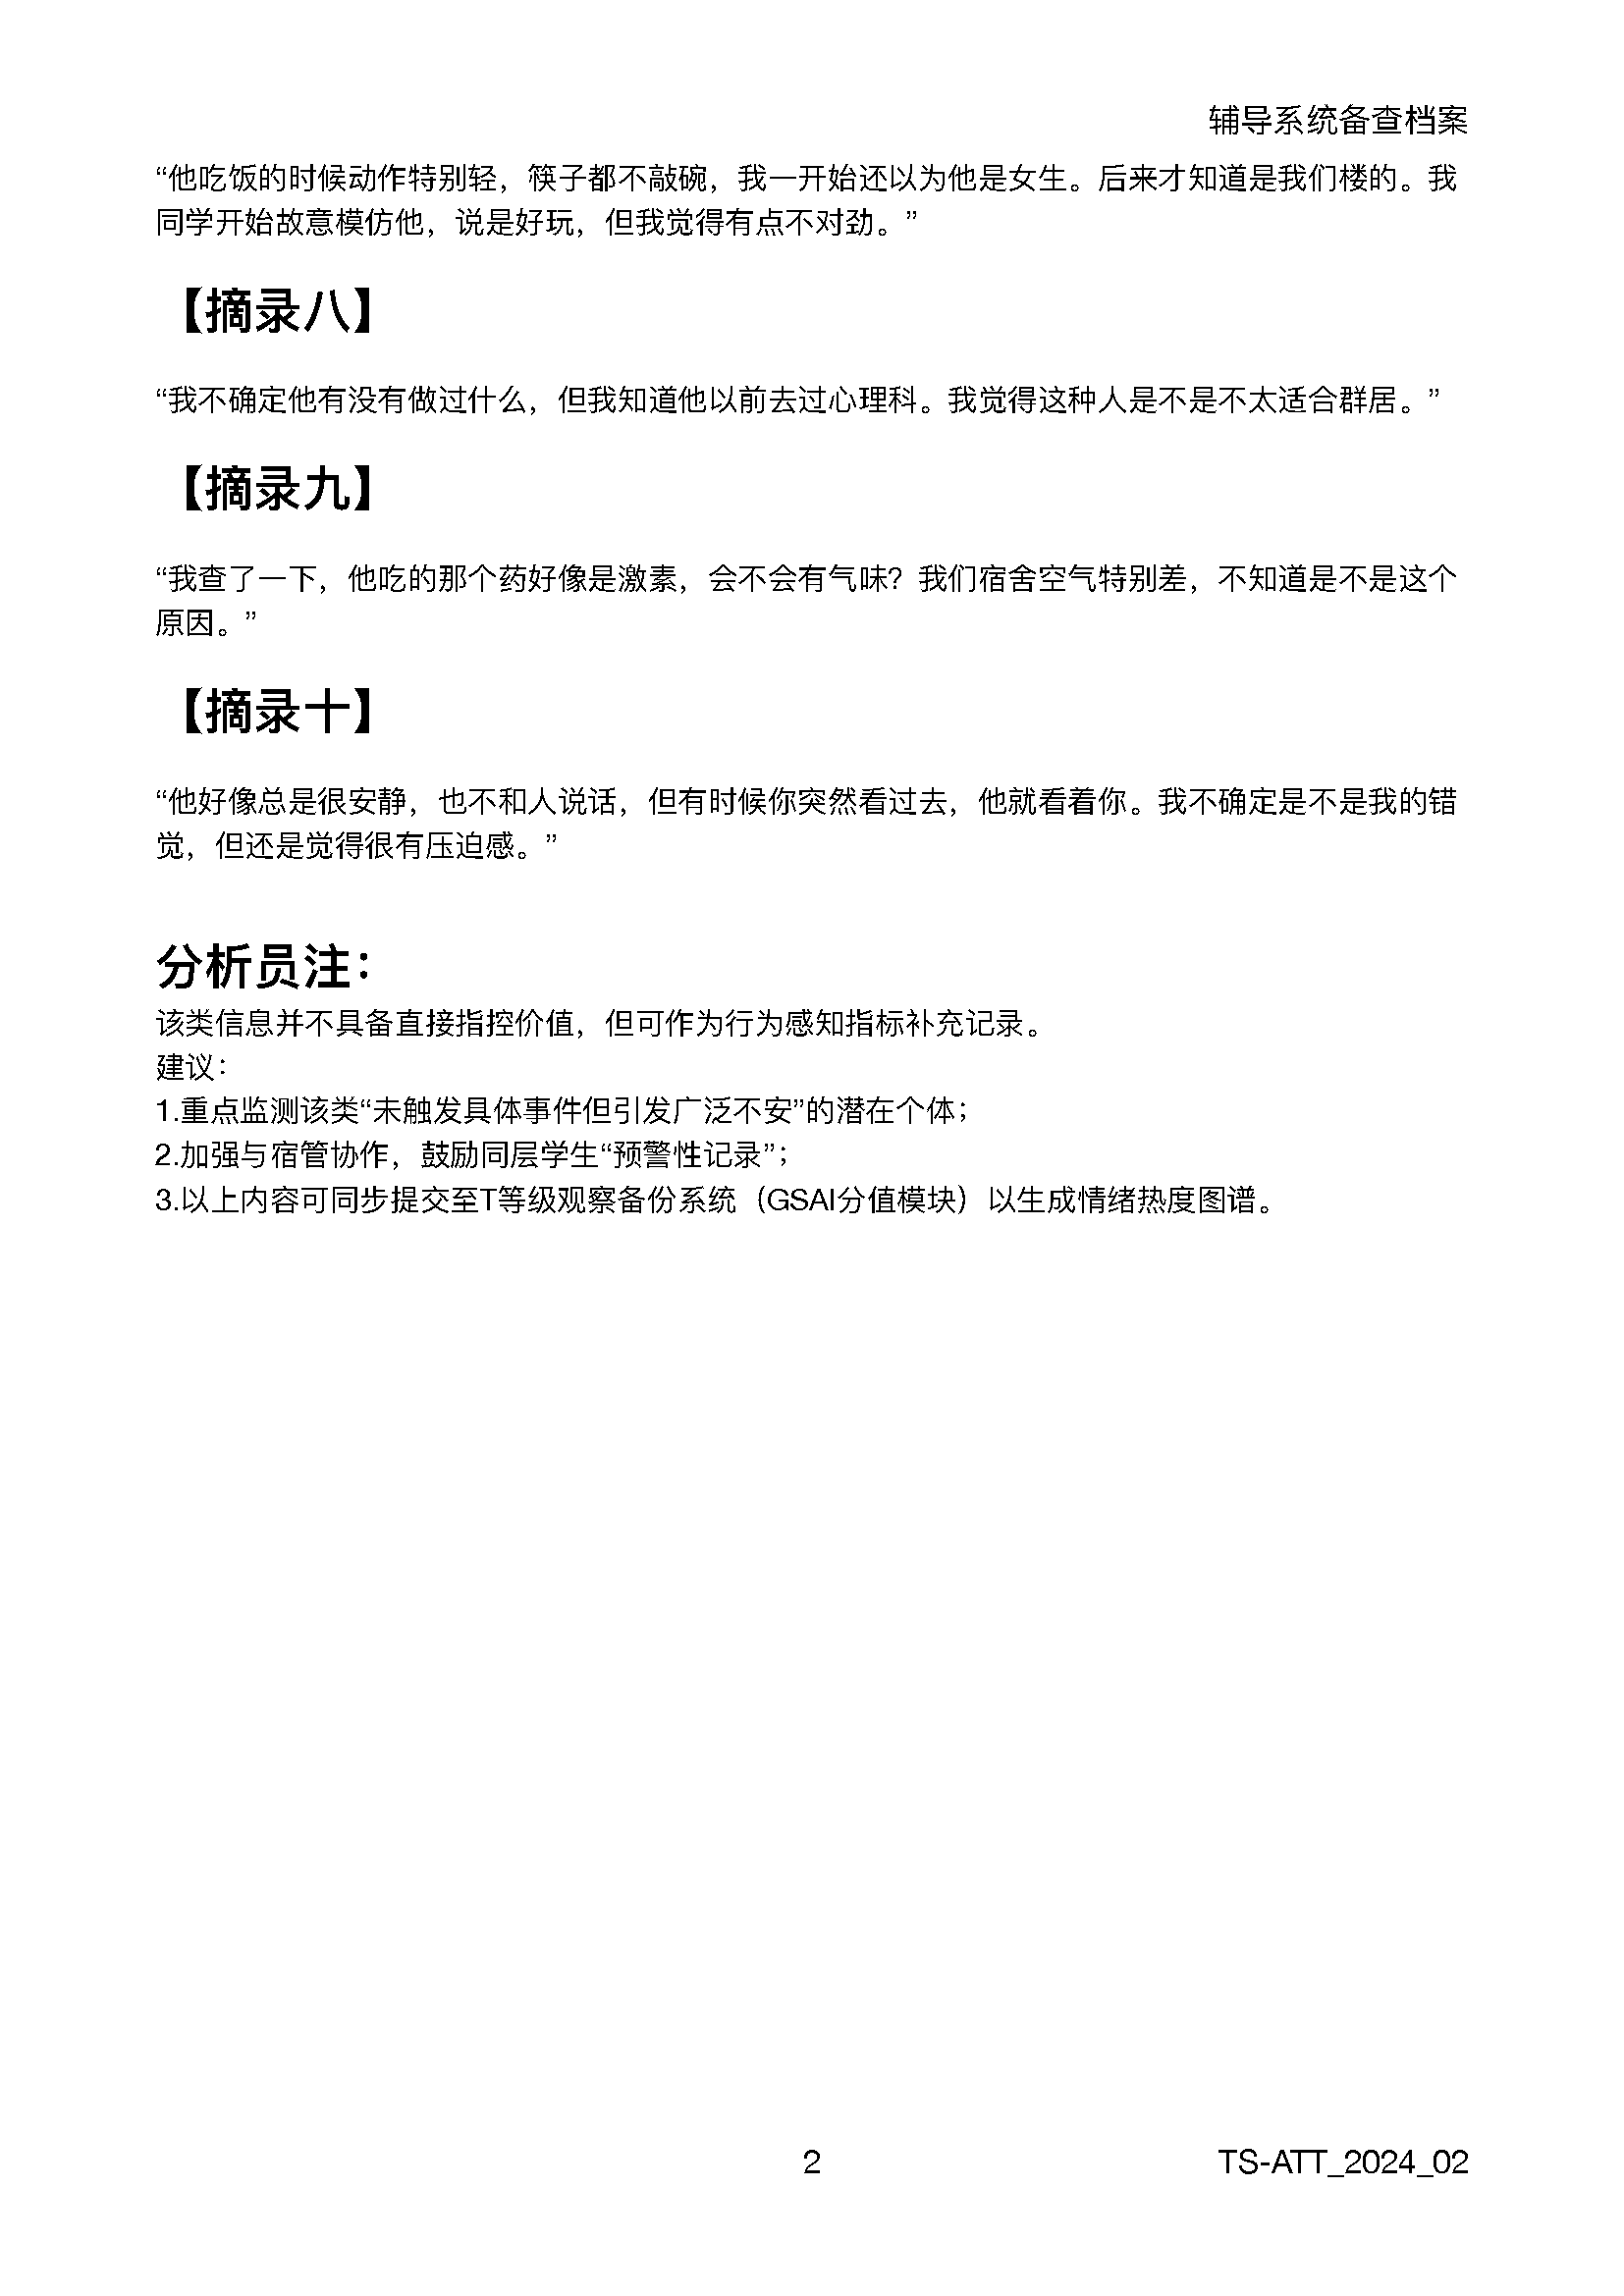 辅导系统备查档案
“他吃饭的时候动作特别轻，筷子都不敲碗，我一开始还以为他是女生。后来才知道是我们楼的。我
同学开始故意模仿他，说是好玩，但我觉得有点不对劲。”
【摘录八】
“我不确定他有没有做过什么，但我知道他以前去过心理科。我觉得这种人是不是不太适合群居。”
【摘录九】
“我查了一下，他吃的那个药好像是激素，会不会有气味？我们宿舍空气特别差，不知道是不是这个
原因。”
【摘录十】
“他好像总是很安静，也不和人说话，但有时候你突然看过去，他就看着你。我不确定是不是我的错
觉，但还是觉得很有压迫感。”
分析员注：
该类信息并不具备直接指控价值，但可作为行为感知指标补充记录。
建议：
1.重点监测该类“未触发具体事件但引发广泛不安”的潜在个体；
2.加强与宿管协作，鼓励同层学生“预警性记录”；
3.以上内容可同步提交至T等级观察备份系统（GSAI分值模块）以生成情绪热度图谱。
2
TS-ATT_2024_02